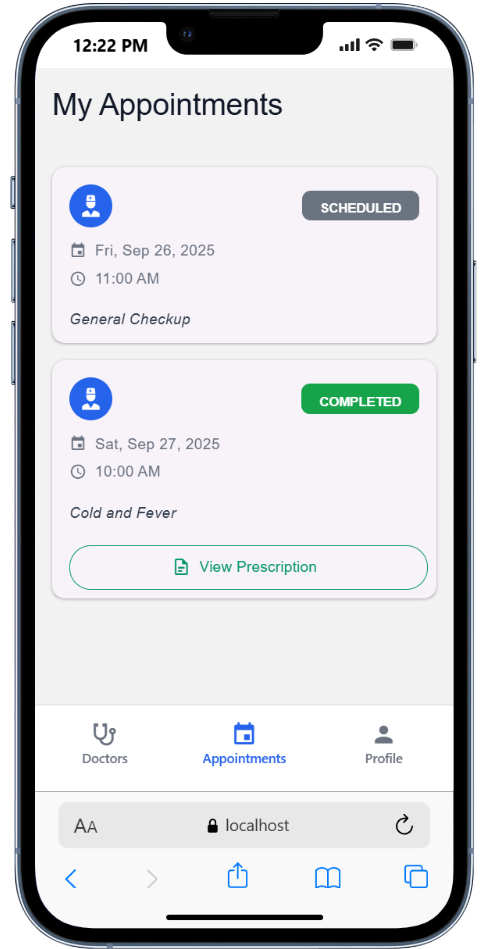 12:22 PM
My Appointments
SCHEDULED
Fri, Sep 26, 2025
11:00 AM
General Checkup
COMPLETED
Sat, Sep 27, 2025
10:00 AM
Cold and Fever
View Prescription
Doctors
Appointments
Profile
AA
localhost